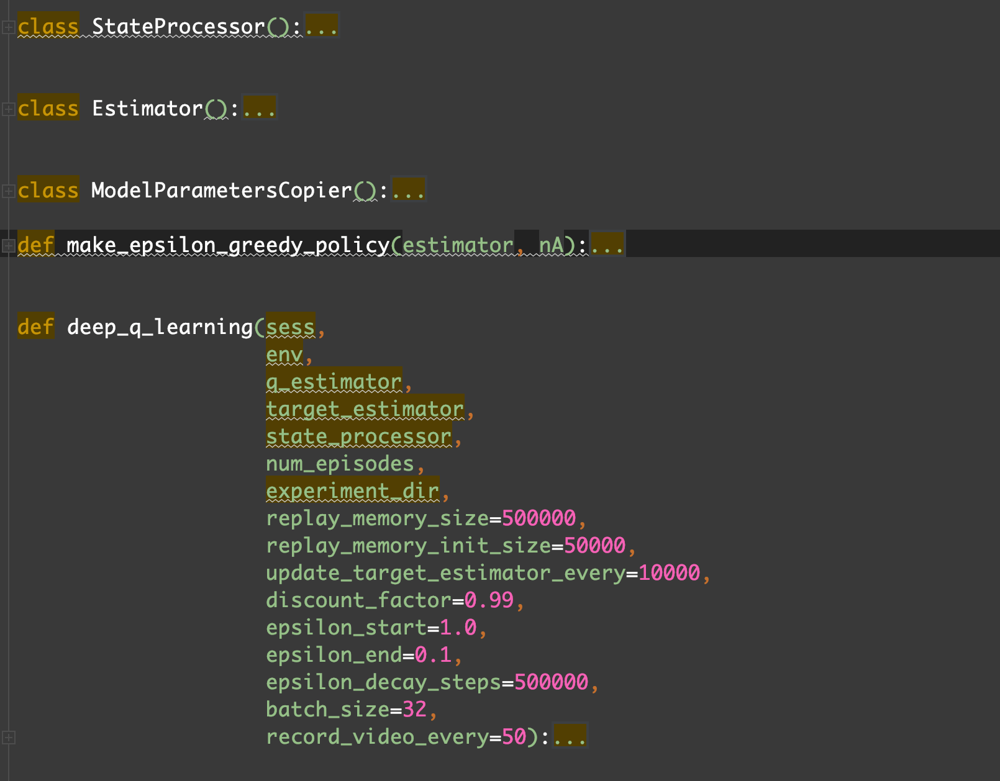 class StateProcessor():...
class Estimator():...
class ModelParametersCopier():...
def make_epsilon_greedy_policy(estimator, nA):...
def deep_q_learning(sess,
env,
q_estimator,
target_estimator,
state_processor,
num_episodes,
experiment_dir,
replay_memory_size=500000,
replay_memory_init_size=50000,
update_target_estimator_every=10000,
discount_factor=0.99,
epsilon_start=1.0,
epsilon_end=0.1,
epsilon_decay_steps=500000,
batch_size=32,
record_video_every=50):...